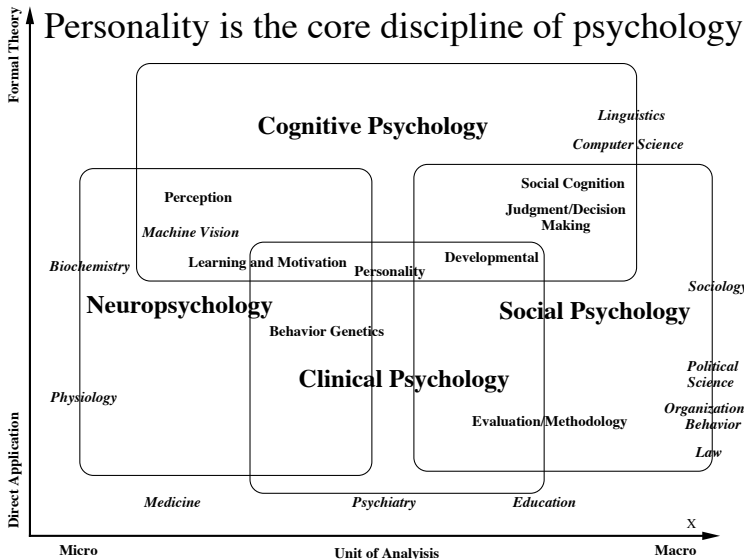 Personality is the core discipline of psychology
Formal Theory
Cognitive Psychology
Linguistics
Computer Science
Perception
Social Cognition
Judgment/Decision
Making
Machine Vision
Learning and Motivation
Personality
Developmental
Biochemistry
Sociology
Neuropsychology
Social Psychology
Behavior Genetics
Clinical Psychology
Political
Science
Physiology
Organization
Behavior
Evaluation/Methodology
Law
Direct Application
Medicine
Psychiatry
Education
X
Micro
Unit of Analyisis
Macro